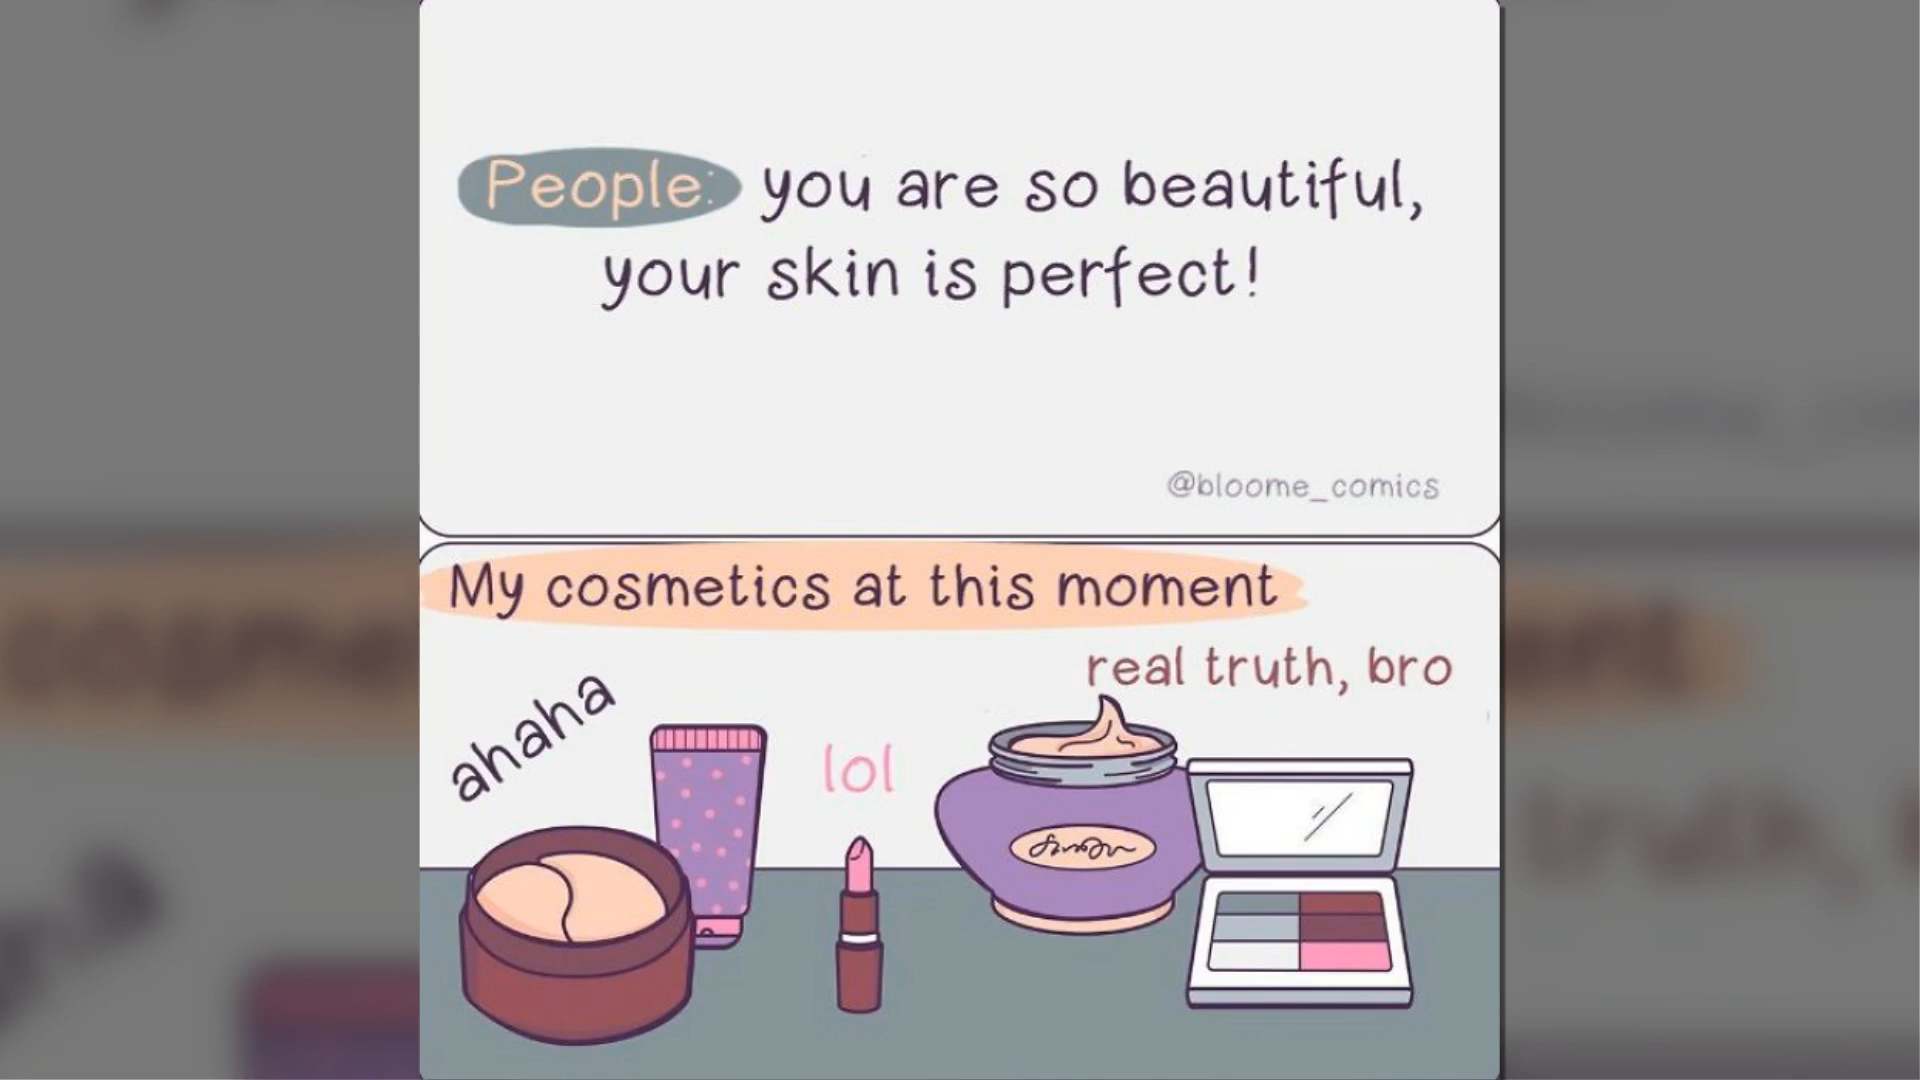 People: you are so beautiful,
your skin is perfect!
@bloome_comics
My cosmetics at this moment
real truth, bro
ahaha
lol